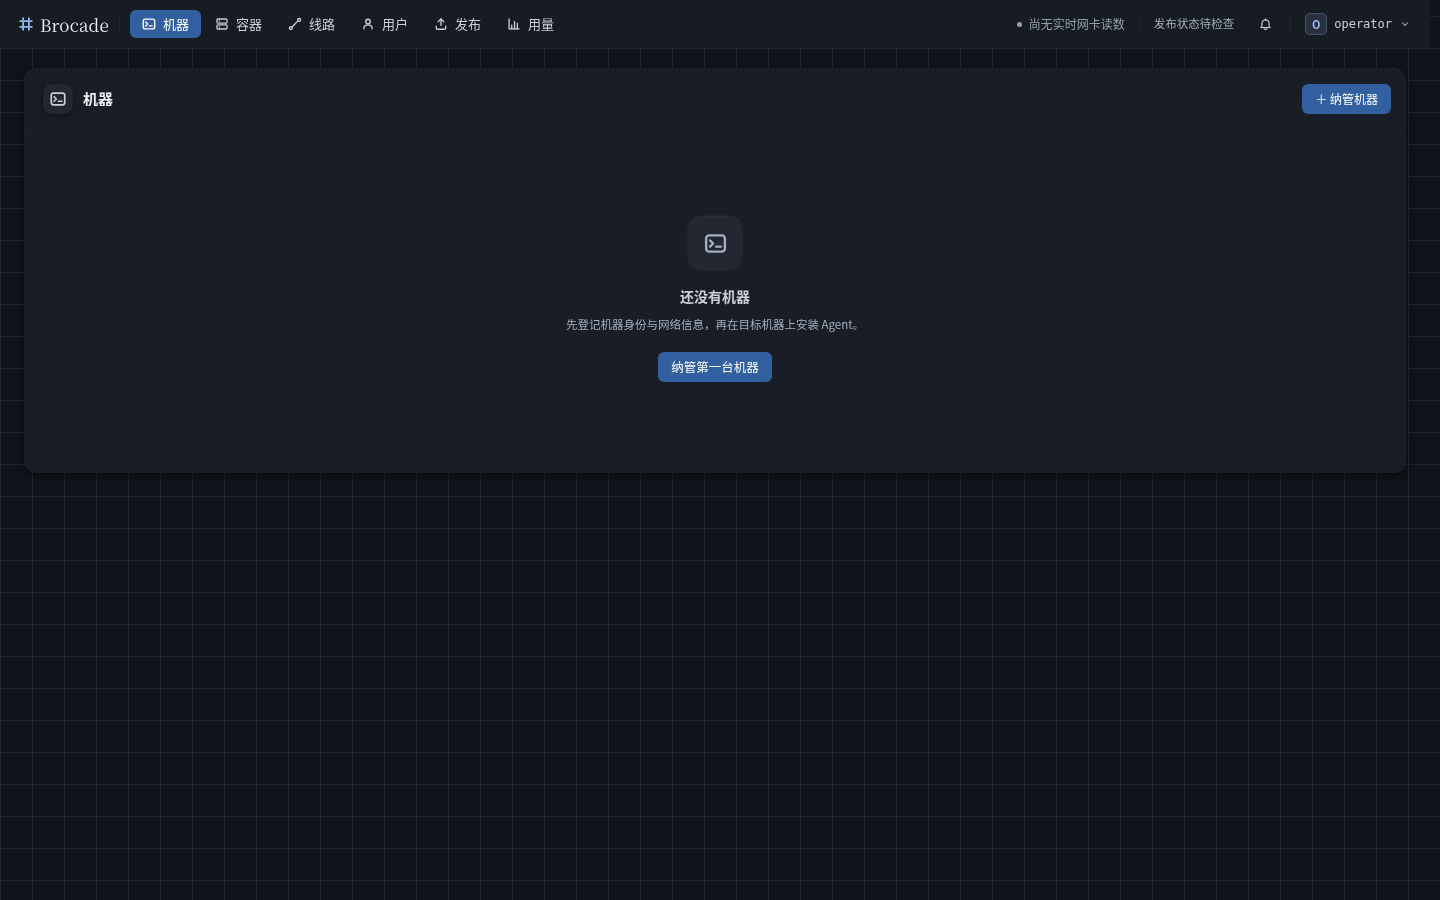 Brocade 机器 容器 线路 用户 发布 用量 尚无实时网卡读数 发布状态待检查 O operator
机器 + 纳管机器
还没有机器
先登记机器身份与网络信息，再在目标机器上安装 Agent。
纳管第一台机器